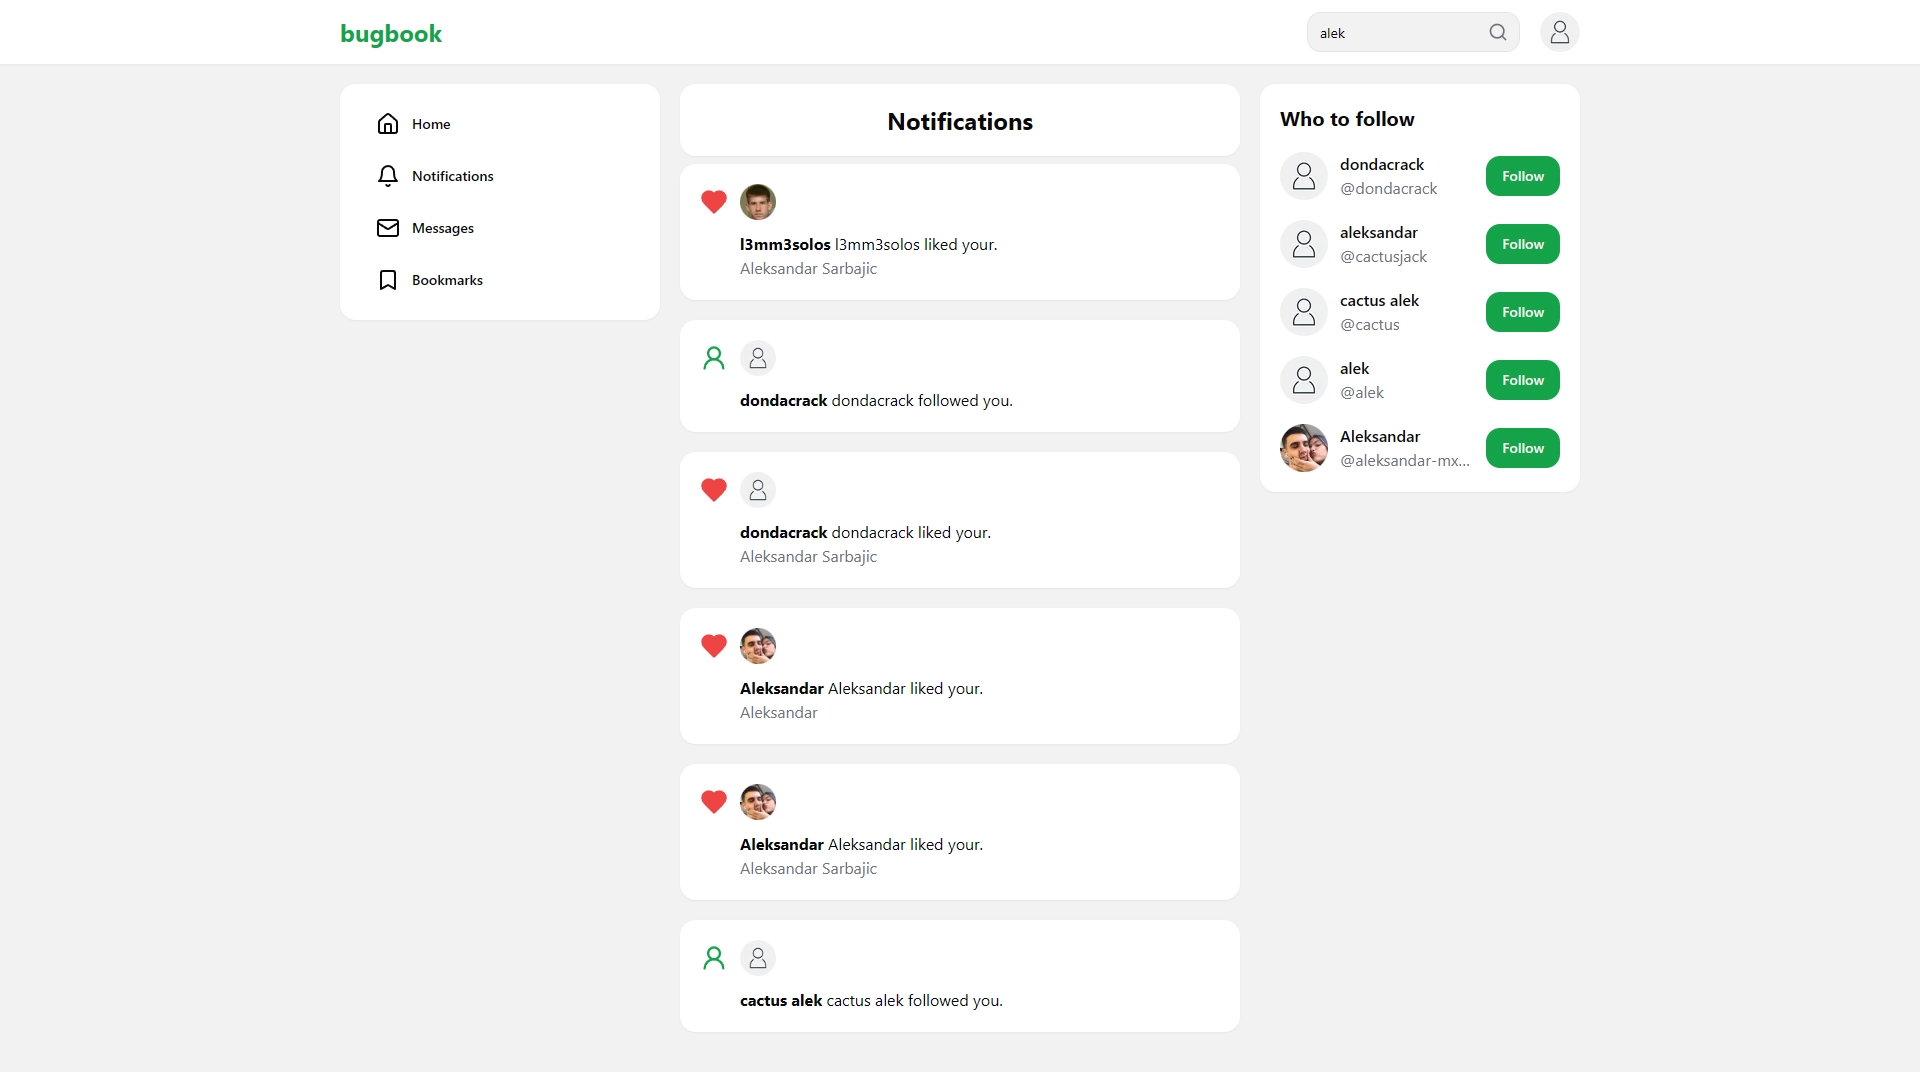 bugbook
alek
Home
Notifications
Messages
Bookmarks
Notifications
l3mm3solos l3mm3solos liked your.
Aleksandar Sarbajic
dondacrack dondacrack followed you.
dondacrack dondacrack liked your.
Aleksandar Sarbajic
Aleksandar Aleksandar liked your.
Aleksandar
Aleksandar Aleksandar liked your.
Aleksandar Sarbajic
cactus alek cactus alek followed you.
Who to follow
dondacrack
@dondacrack
Follow
aleksandar
@cactusjack
Follow
cactus alek
@cactus
Follow
alek
@alek
Follow
Aleksandar
@aleksandar-mx...
Follow